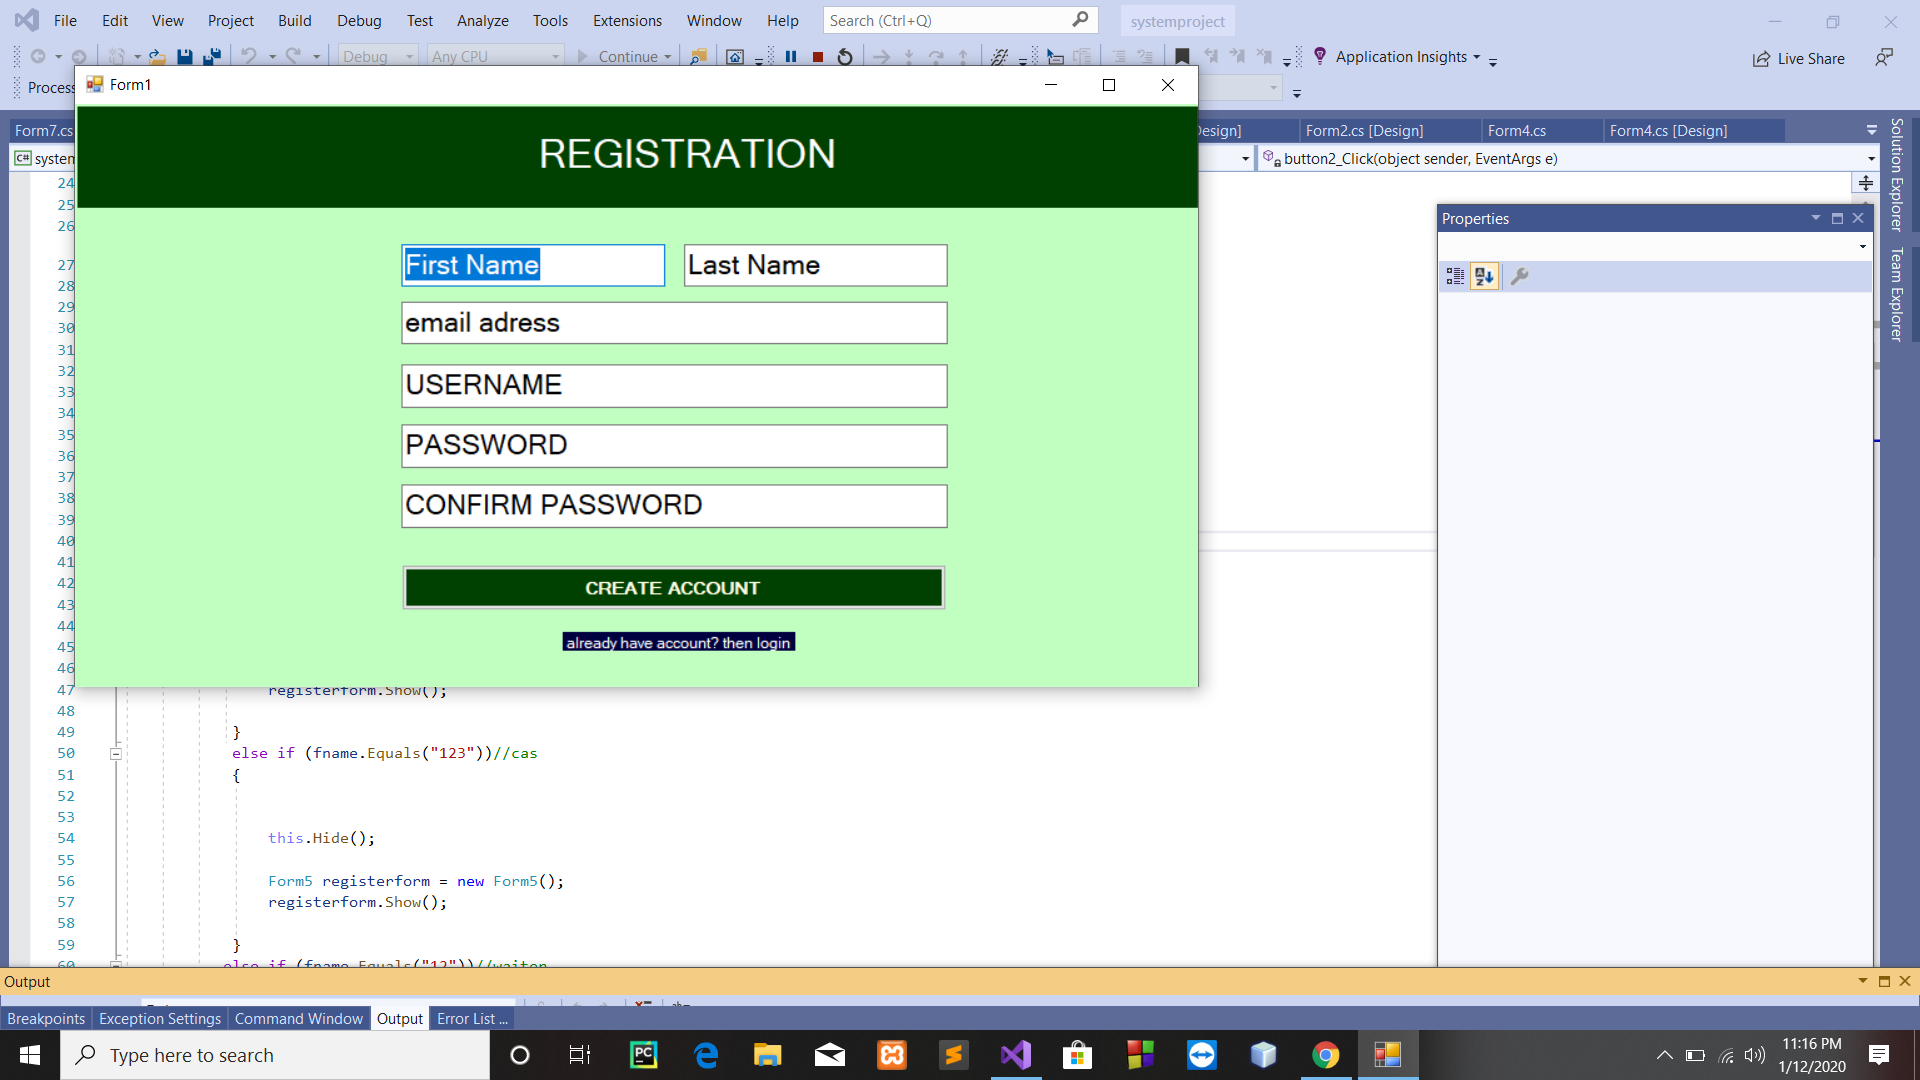 File Edit View Project Build Debug Test Analyze Tools Extensions Window Help Search (Ctrl+Q) systemproject
Debug Any CPU Continue Application Insights Live Share
Process
Form1
Form7.cs Design] Form2.cs [Design] Form4.cs Form4.cs [Design]
C# system button2_Click(object sender, EventArgs e)
REGISTRATION
First Name Last Name
email adress
USERNAME
PASSWORD
CONFIRM PASSWORD
CREATE ACCOUNT
already have account? then login
Properties
Solution Explorer
Team Explorer
24
25
26
27
28
29
30
31
32
33
34
35
36
37
38
39
40
41
42
43
44
45
46
47 registerform.Show();
48
49 }
50 else if (fname.Equals("123"))//cas
51 {
52
53
54 this.Hide();
55
56 Form5 registerform = new Form5();
57 registerform.Show();
58
59 }
60 else if (fname.Equals("12"))//waiter
Output
Breakpoints Exception Settings Command Window Output Error List ...
Type here to search
PC
11:16 PM
1/12/2020